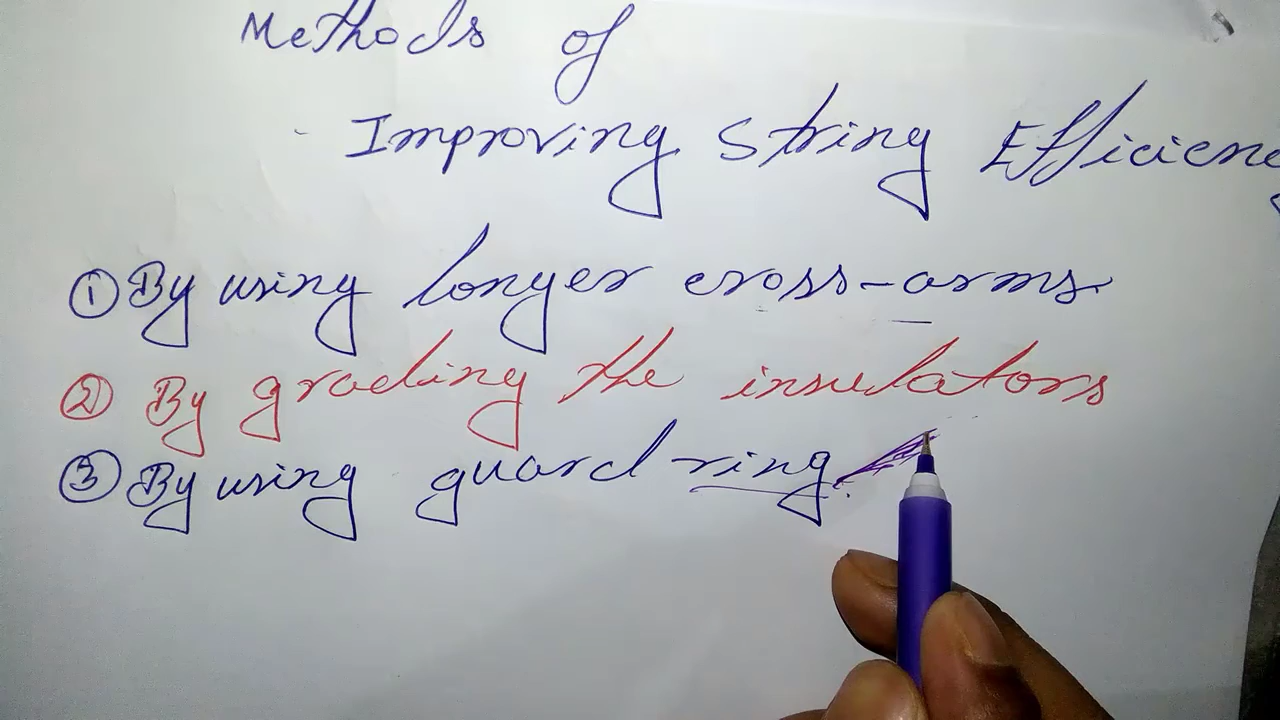 Methods of
Improving String Efficienc
① By using longer cross-arms.
② By grading the insulators
③ By using guard ring.